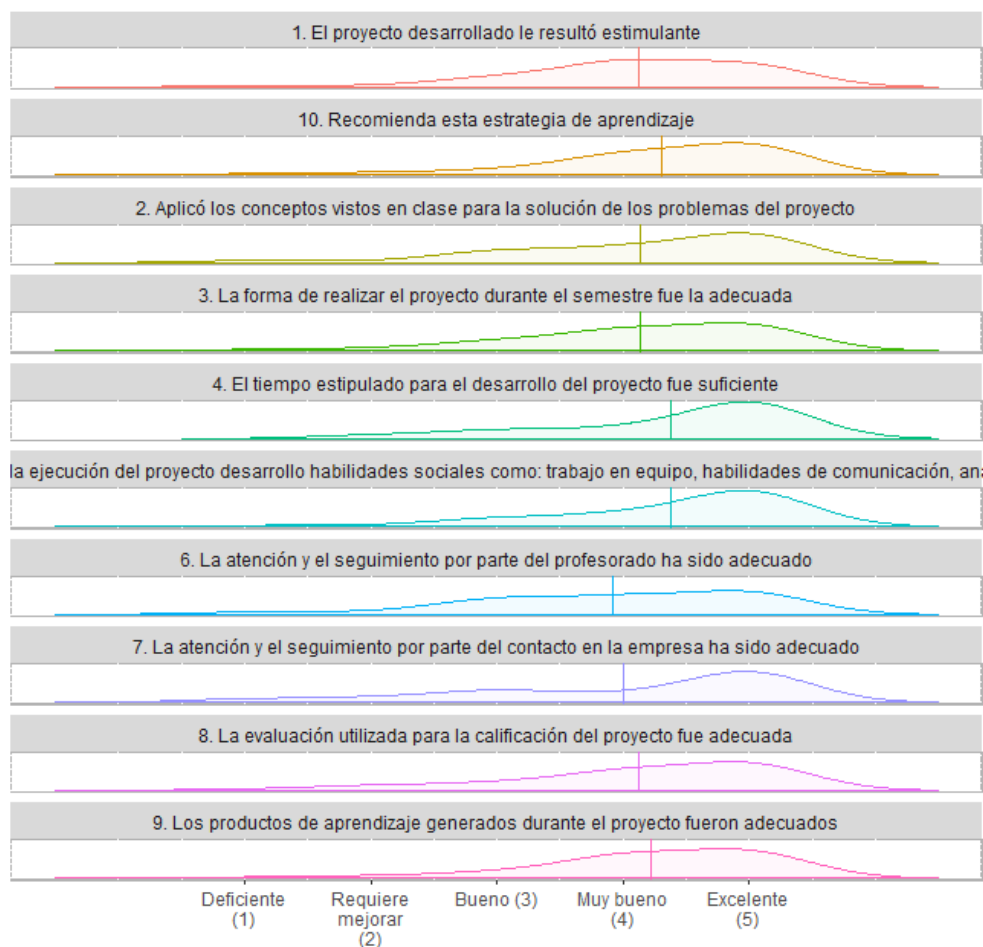 1. El proyecto desarrollado le resultó estimulante
10. Recomienda esta estrategia de aprendizaje
2. Aplicó los conceptos vistos en clase para la solución de los problemas del proyecto
3. La forma de realizar el proyecto durante el semestre fue la adecuada
4. El tiempo estipulado para el desarrollo del proyecto fue suficiente
la ejecución del proyecto desarrollo habilidades sociales como: trabajo en equipo, habilidades de comunicación,
6. La atención y el seguimiento por parte del profesorado ha sido adecuado
7. La atención y el seguimiento por parte del contacto en la empresa ha sido adecuado
8. La evaluación utilizada para la calificación del proyecto fue adecuada
9. Los productos de aprendizaje generados durante el proyecto fueron adecuados
Deficiente (1)
Requiere mejorar (2)
Bueno (3)
Muy bueno (4)
Excelente (5)